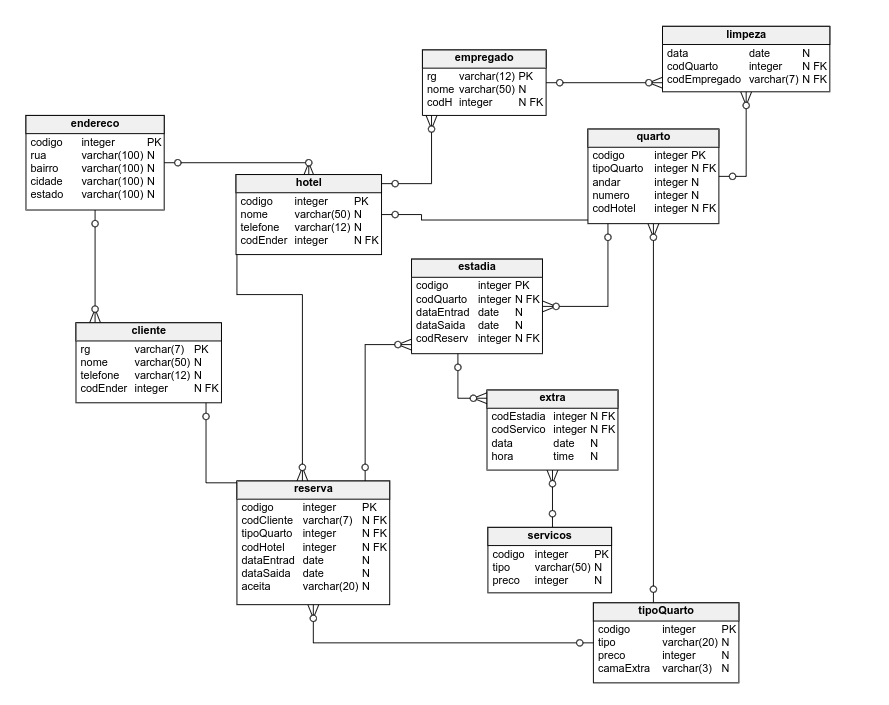 limpeza
data date N
codQuarto integer N FK
codEmpregado varchar(7) N FK
empregado
rg varchar(12) PK
nome varchar(50) N
codH integer N FK
endereco
codigo integer PK
rua varchar(100) N
bairro varchar(100) N
cidade varchar(100) N
estado varchar(100) N
quarto
codigo integer PK
tipoQuarto integer N FK
andar integer N
numero integer N
codHotel integer N FK
hotel
codigo integer PK
nome varchar(50) N
telefone varchar(12) N
codEnder integer N FK
estadia
codigo integer PK
codQuarto integer N FK
dataEntrad date N
dataSaida date N
codReserv integer N FK
cliente
rg varchar(7) PK
nome varchar(50) N
telefone varchar(12) N
codEnder integer N FK
extra
codEstadia integer N FK
codServico integer N FK
data date N
hora time N
reserva
codigo integer PK
codCliente varchar(7) N FK
tipoQuarto integer N FK
codHotel integer N FK
dataEntrad date N
dataSaida date N
aceita varchar(20) N
servicos
codigo integer PK
tipo varchar(50) N
preco integer N
tipoQuarto
codigo integer PK
tipo varchar(20) N
preco integer N
camaExtra varchar(3) N